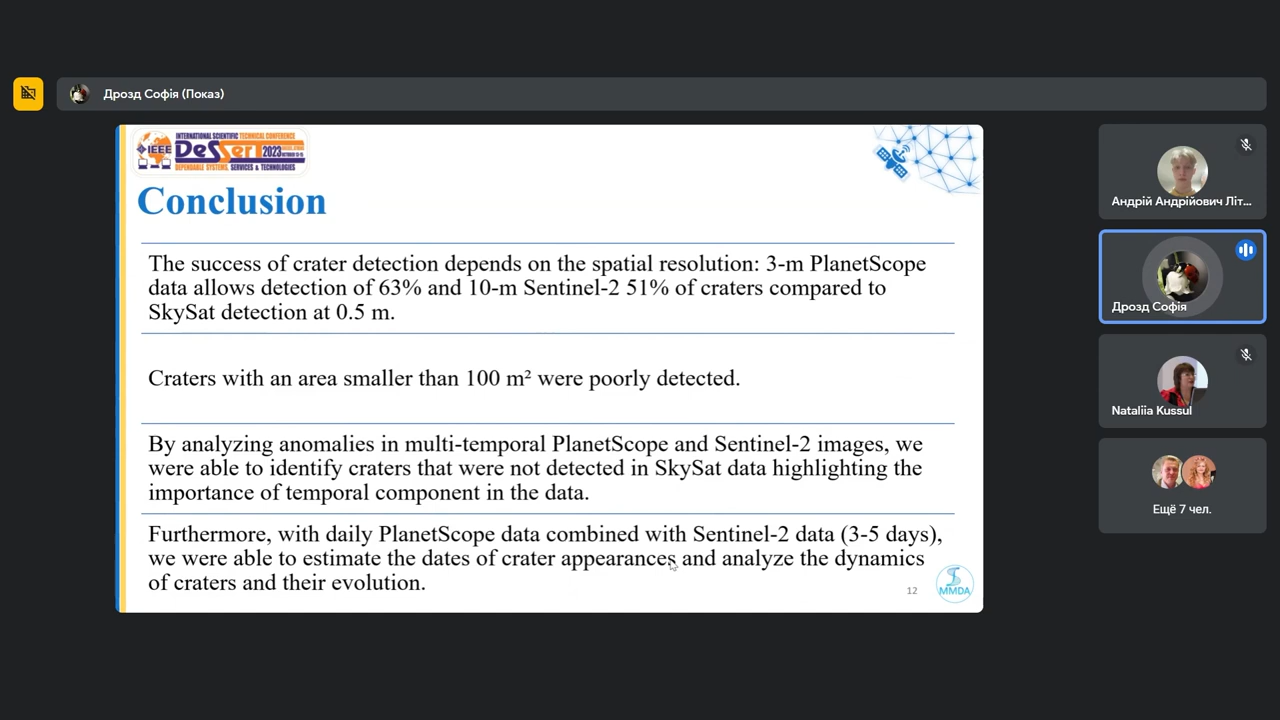 Дрозд Софія (Показ)
INTERNATIONAL SCIENTIFIC TECHNICAL CONFERENCE
IEEE
DeSSerT
2023
DEPENDABLE SYSTEMS, SERVICES & TECHNOLOGIES
Conclusion
The success of crater detection depends on the spatial resolution: 3-m PlanetScope
data allows detection of 63% and 10-m Sentinel-2 51% of craters compared to
SkySat detection at 0.5 m.
Craters with an area smaller than 100 m² were poorly detected.
By analyzing anomalies in multi-temporal PlanetScope and Sentinel-2 images, we
were able to identify craters that were not detected in SkySat data highlighting the
importance of temporal component in the data.
Furthermore, with daily PlanetScope data combined with Sentinel-2 data (3-5 days),
we were able to estimate the dates of crater appearances and analyze the dynamics
of craters and their evolution.
12
MMDA
Андрій Андрійович Літ...
Дрозд Софія
Nataliia Kussul
Ещё 7 чел.